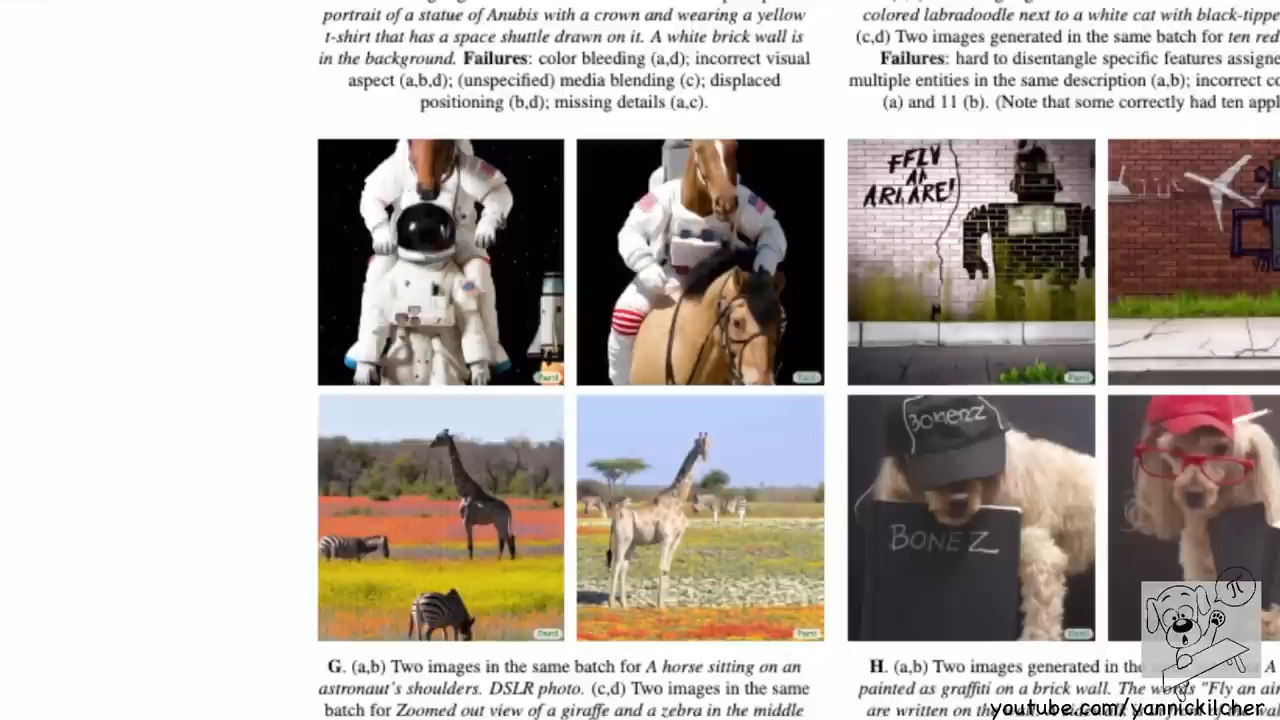 portrait of a statue of Anubis with a crown and wearing a yellow
t-shirt that has a space shuttle drawn on it. A white brick wall is
in the background. Failures: color bleeding (a,d); incorrect visual
aspect (a,b,d); (unspecified) media blending (c); displaced
positioning (b,d); missing details (a,c).
colored labradoodle next to a white cat with black-tippe
(c,d) Two images generated in the same batch for ten red
Failures: hard to disentangle specific features assigne
multiple entities in the same description (a,b); incorrect co
(a) and 11 (b). (Note that some correctly had ten appl
FFLY
AA
ARI.ARE!
BONEZ
G. (a,b) Two images in the same batch for A horse sitting on an
astronaut's shoulders. DSLR photo. (c,d) Two images in the same
batch for Zoomed out view of a giraffe and a zebra in the middle
H. (a,b) Two images generated in the
painted as graffiti on a brick wall. The words "Fly an air
are written on the
youtube.com/yannickilcher